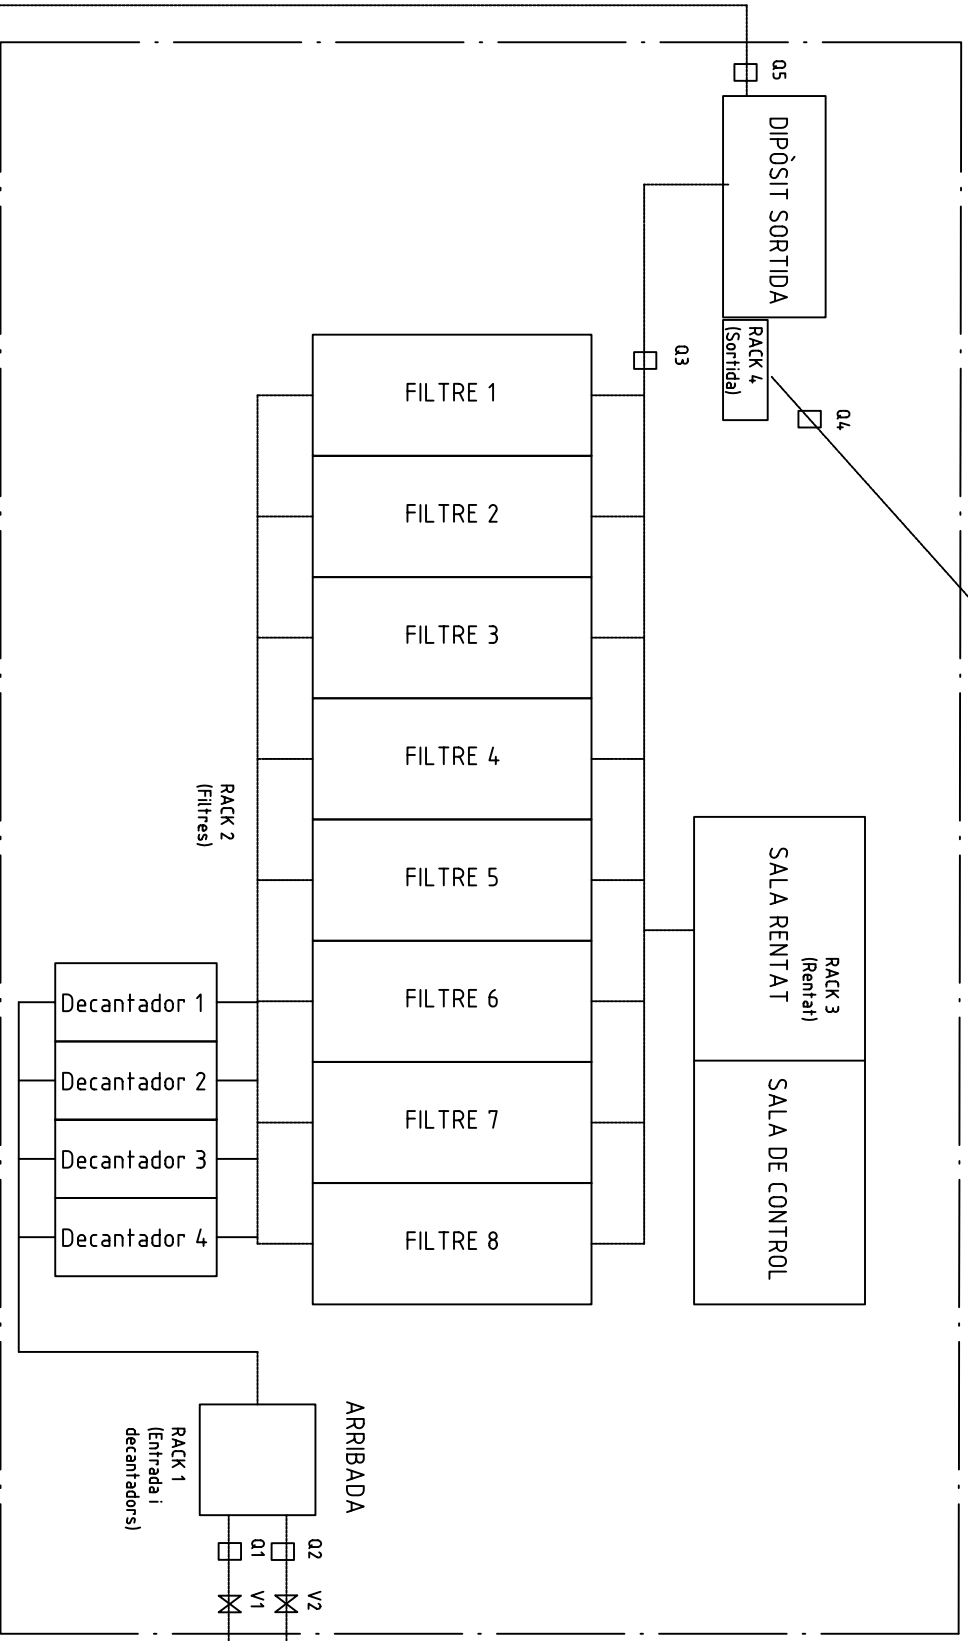 Q5
DIPÒSIT SORTIDA
RACK 4
(Sortida)
Q3
Q4
FILTRE 1
FILTRE 2
FILTRE 3
FILTRE 4
FILTRE 5
FILTRE 6
FILTRE 7
FILTRE 8
RACK 2
(Filtres)
SALA RENTAT
RACK 3
(Rentat)
SALA DE CONTROL
Decantador 1
Decantador 2
Decantador 3
Decantador 4
ARRIBADA
RACK 1
(Entrada i
decantadors)
Q1
Q2
V1
V2